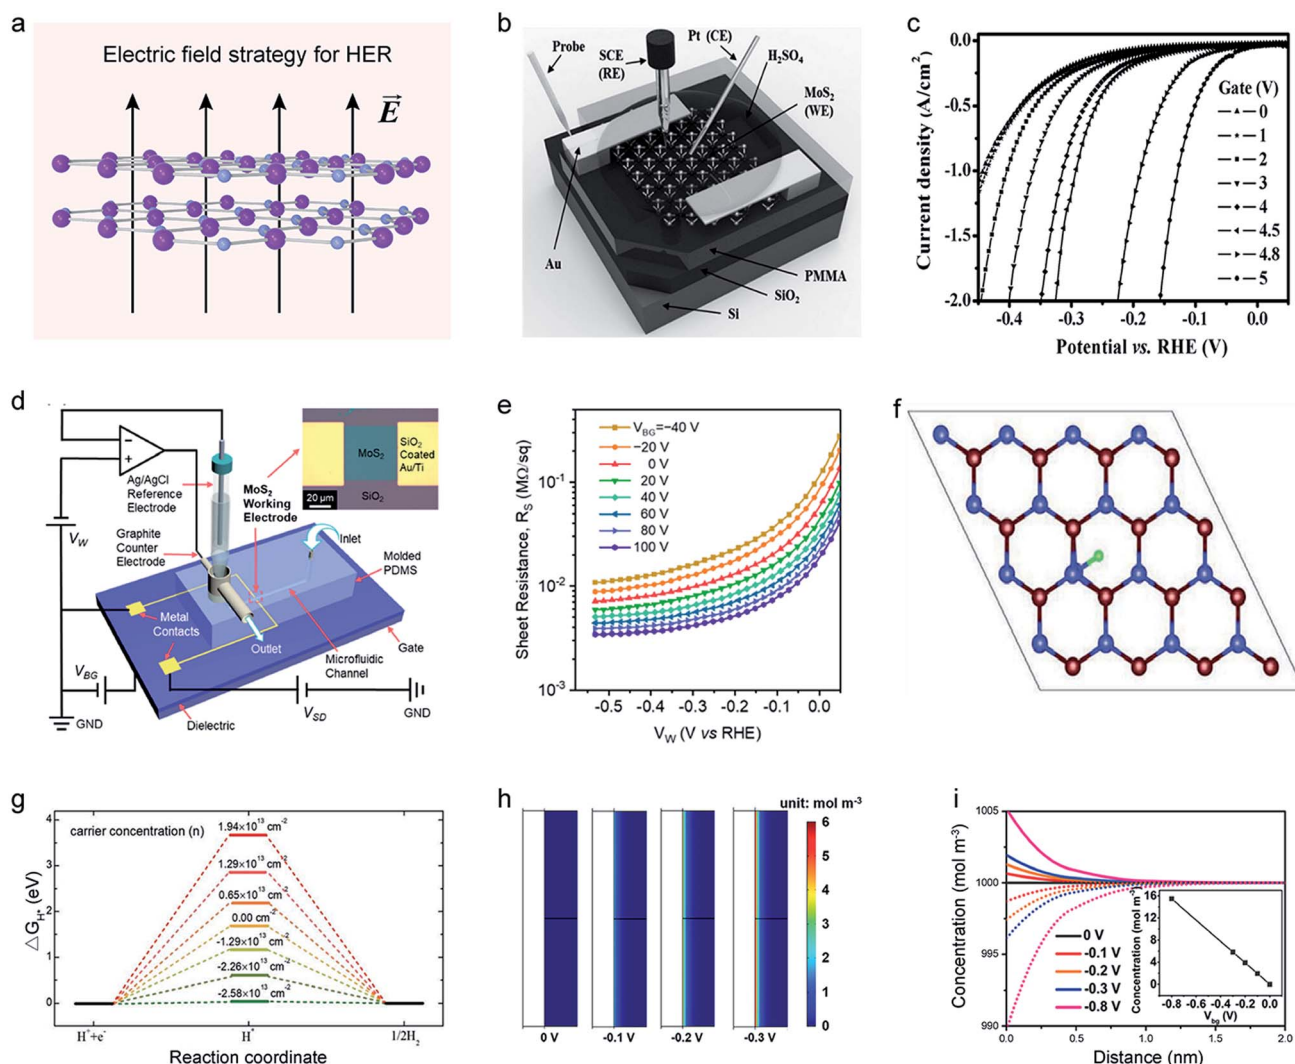 a
Electric field strategy for HER
E
b
Probe
SCE
(RE)
Pt (CE)
H₂SO₄
MoS₂
(WE)
Au
PMMA
SiO₂
Si
c
Current density (A/cm²)
0.0
-0.5
-1.0
-1.5
-2.0
Gate (V)
0
1
2
3
4
4.5
4.8
5
-0.4 -0.3 -0.2 -0.1 0.0
Potential vs. RHE (V)
d
Ag/AgCl
Reference
Electrode
MoS₂
Working
Electrode
Graphite
Counter
Electrode
MoS₂
SiO₂
Coated
Au/Ti
20 μm
SiO₂
V_W
Inlet
Molded
PDMS
Metal
Contacts
Outlet
Gate
Microfluidic
Channel
V_BG
V_SD
GND
GND
Dielectric
e
Sheet Resistance, R_S (MΩ/sq)
10⁰
10⁻¹
10⁻²
10⁻³
V_BG=−40 V
−20 V
0 V
20 V
40 V
60 V
80 V
100 V
-0.5 -0.4 -0.3 -0.2 -0.1 0.0
V_W (V vs RHE)
f
g
carrier concentration (n)
△G_H* (eV)
4
3
2
1
0
1.94×10¹³ cm⁻²
1.29×10¹³ cm⁻²
0.65×10¹³ cm⁻²
0.00 cm⁻²
-1.29×10¹³ cm⁻²
-2.26×10¹³ cm⁻²
-2.58×10¹³ cm⁻²
H⁺+e⁻ H* 1/2H₂
Reaction coordinate
h
unit: mol m⁻³
6
5
4
3
2
1
0
0 V -0.1 V -0.2 V -0.3 V
i
Concentration (mol m⁻³)
1005
1000
995
990
0 V
-0.1 V
-0.2 V
-0.3 V
-0.8 V
Concentration (mol m⁻³)
16
12
8
4
0
-0.8 -0.6 -0.4 -0.2 0.0
V_bg (V)
0.0 0.5 1.0 1.5 2.0
Distance (nm)